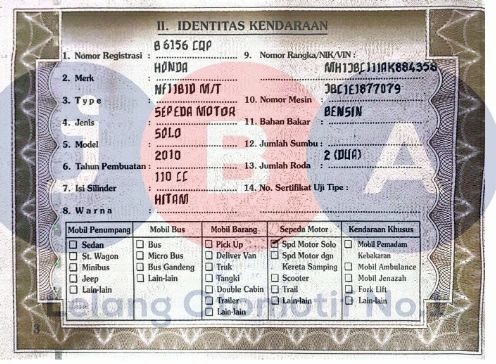 II. IDENTITAS KENDARAAN
B 6156 CQP
1. Nomor Registrasi : 9. Nomor Rangka/NIK/VIN :
HONDA MH1JBC111AK884358
2. Merk :
NF11B1D M/T JBC1E1877079
3. Type : 10. Nomor Mesin :
SEPEDA MOTOR BENSIN
4. Jenis : 11. Bahan Bakar :
SOLO
5. Model : 12. Jumlah Sumbu :
2010 2 (DUA)
6. Tahun Pembuatan : 13. Jumlah Roda :
110 CC
7. Isi Silinder : 14. No. Sertifikat Uji Tipe :
HITAM
8. Warna :
Mobil Penumpang Mobil Bus Mobil Barang Sepeda Motor Kendaraan Khusus
Sedan Bus Pick Up Spd Motor Solo Mobil Pemadam
St. Wagon Micro Bus Deliver Van Spd Motor dgn Kebakaran
Minibus Bus Gandeng Truk Kereta Samping Mobil Ambulance
Jeep Lain-lain Tangki Scooter Mobil Jenazah
Lain-lain Double Cabin Trail Fork Lift
Trailer Lain-lain Lain-lain
Lain-lain
SBA
Lelang Otomotif No.1